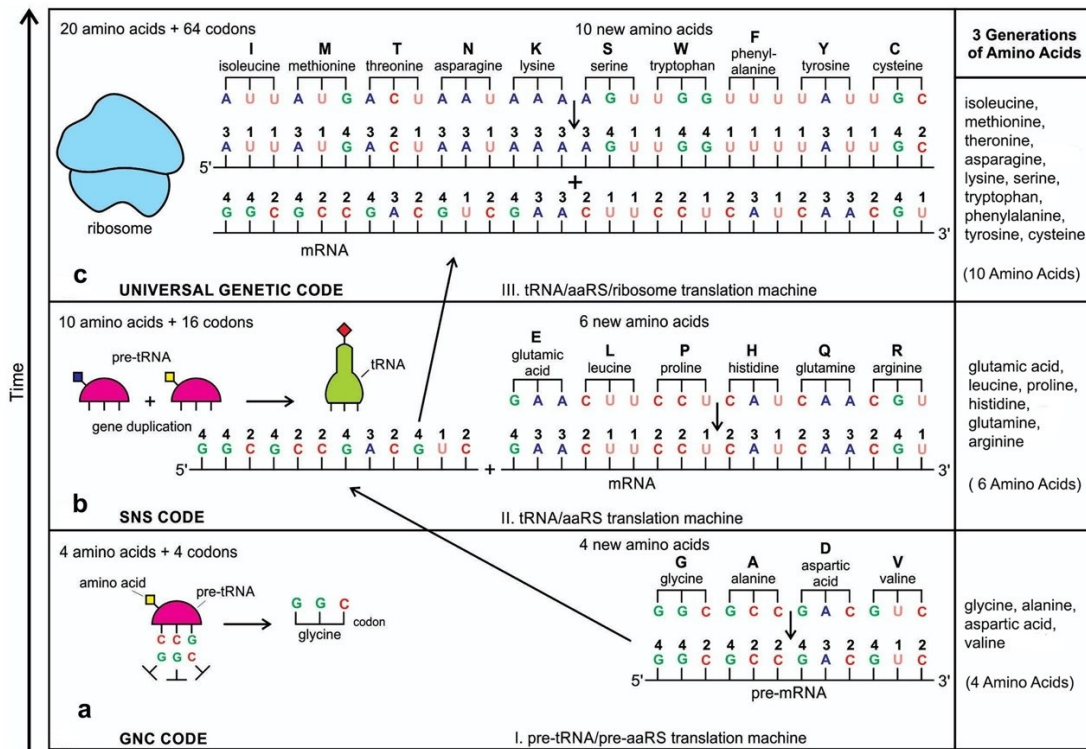 Time
20 amino acids + 64 codons
10 new amino acids
I M T N K S W F Y C
isoleucine methionine threonine asparagine lysine serine tryptophan phenyl-alanine tyrosine cysteine
A U U A U G A C U A A U A A A A G U U G G U U U U A U U G C
3 1 1 3 1 4 3 2 1 3 3 1 3 3 3 3 4 1 1 4 4 1 1 1 1 3 1 1 4 2
A U U A U G A C U A A U A A A A G U U G G U U U U A U U G C
5'
+
4 4 2 4 2 2 4 3 2 4 1 2 4 3 3 2 1 1 2 2 1 2 3 1 2 3 3 2 4 1
G G C G C C G A C G U C G A A C U U C C U C A U C A A C G U
3'
ribosome
mRNA
c
UNIVERSAL GENETIC CODE
III. tRNA/aaRS/ribosome translation machine
3 Generations
of Amino Acids
isoleucine,
methionine,
theronine,
asparagine,
lysine, serine,
tryptophan,
phenylalanine,
tyrosine, cysteine
(10 Amino Acids)
10 amino acids + 16 codons
6 new amino acids
pre-tRNA
+
tRNA
gene duplication
E L P H Q R
glutamic acid leucine proline histidine glutamine arginine
G A A C U U C C U C A U C A A C G U
4 4 2 4 2 2 4 3 2 4 1 2
G G C G C C G A C G U C
5'
+
4 3 3 2 1 1 2 2 1 2 3 1 2 3 3 2 4 1
G A A C U U C C U C A U C A A C G U
3'
mRNA
b
SNS CODE
II. tRNA/aaRS translation machine
glutamic acid,
leucine, proline,
histidine,
glutamine,
arginine
( 6 Amino Acids)
4 amino acids + 4 codons
4 new amino acids
amino acid
pre-tRNA
C C G
G G C
G G C
codon
glycine
G A D V
glycine alanine aspartic acid valine
G G C G C C G A C G U C
4 4 2 4 2 2 4 3 2 4 1 2
G G C G C C G A C G U C
5' 3'
pre-mRNA
a
GNC CODE
I. pre-tRNA/pre-aaRS translation machine
glycine, alanine,
aspartic acid,
valine
(4 Amino Acids)